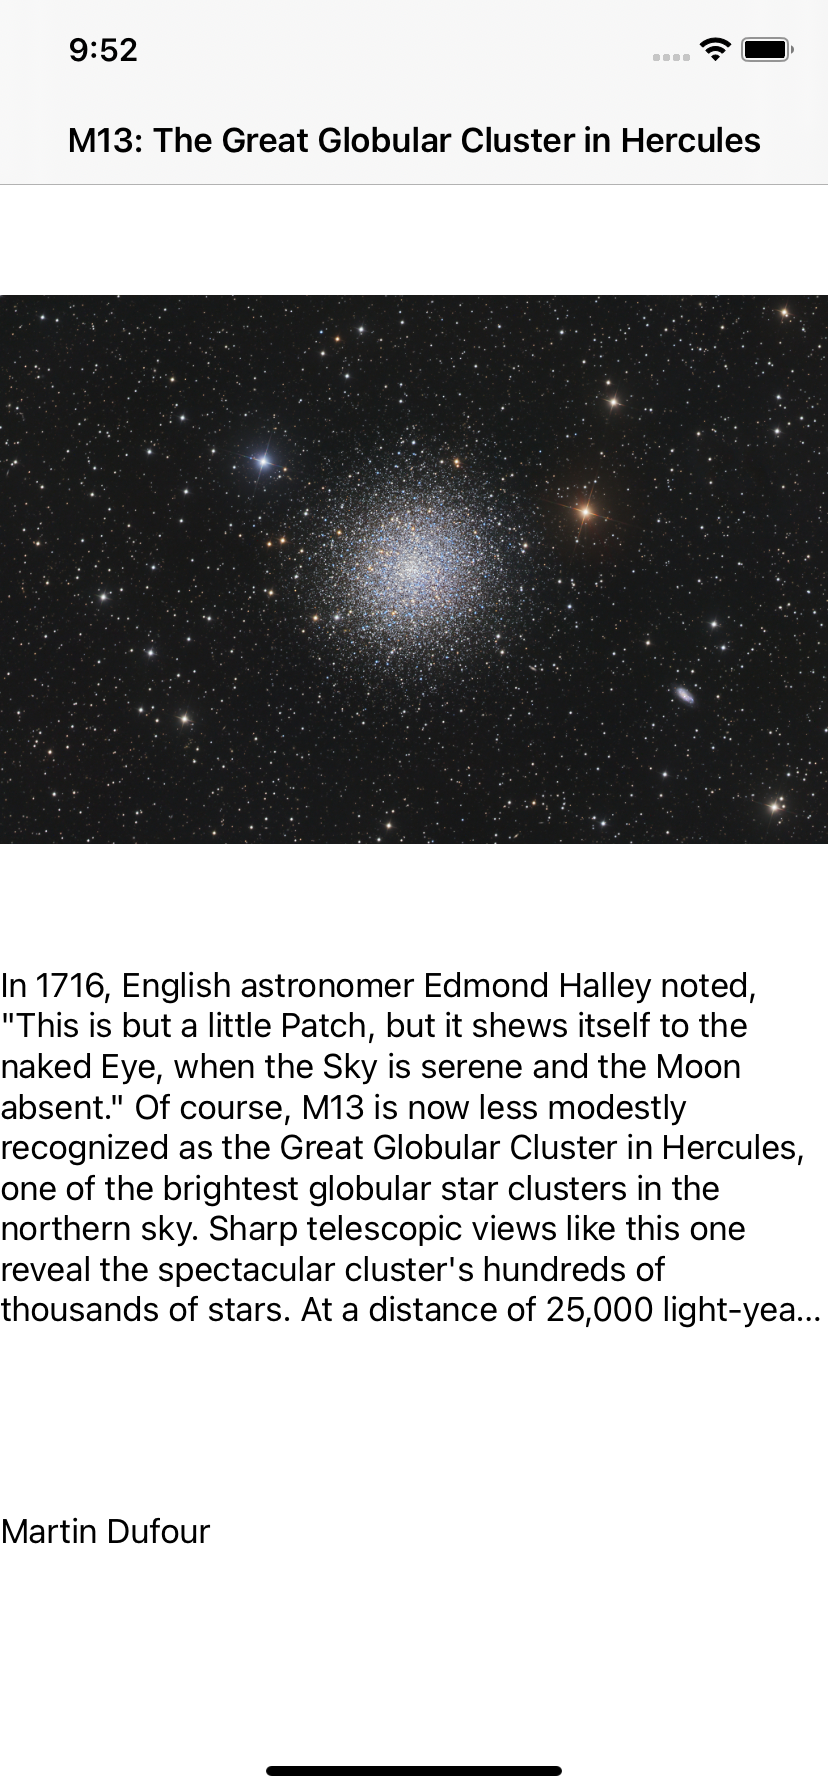 9:52
M13: The Great Globular Cluster in Hercules
In 1716, English astronomer Edmond Halley noted,
"This is but a little Patch, but it shews itself to the
naked Eye, when the Sky is serene and the Moon
absent." Of course, M13 is now less modestly
recognized as the Great Globular Cluster in Hercules,
one of the brightest globular star clusters in the
northern sky. Sharp telescopic views like this one
reveal the spectacular cluster's hundreds of
thousands of stars. At a distance of 25,000 light-yea...
Martin Dufour